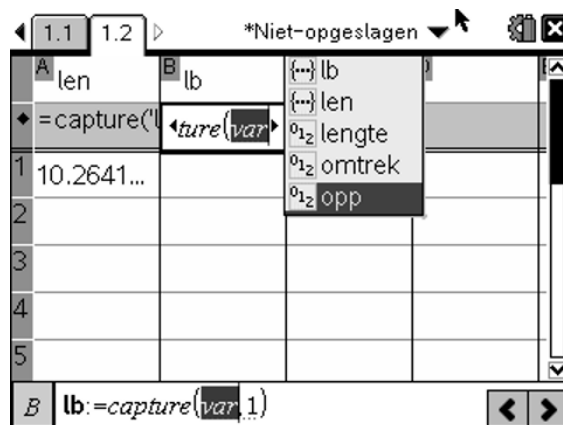 1.1 1.2 *Niet-opgeslagen
A len B lb D E
=capture('l ture(var
lb
len
lengte
omtrek
opp
1 10.2641...
2
3
4
5
B lb:=capture(var,1)